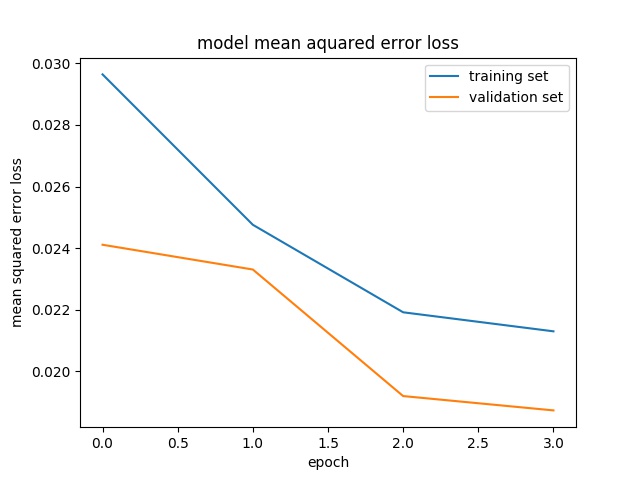 model mean aquared error loss
training set
validation set
mean squared error loss
0.030
0.028
0.026
0.024
0.022
0.020
0.0 0.5 1.0 1.5 2.0 2.5 3.0
epoch